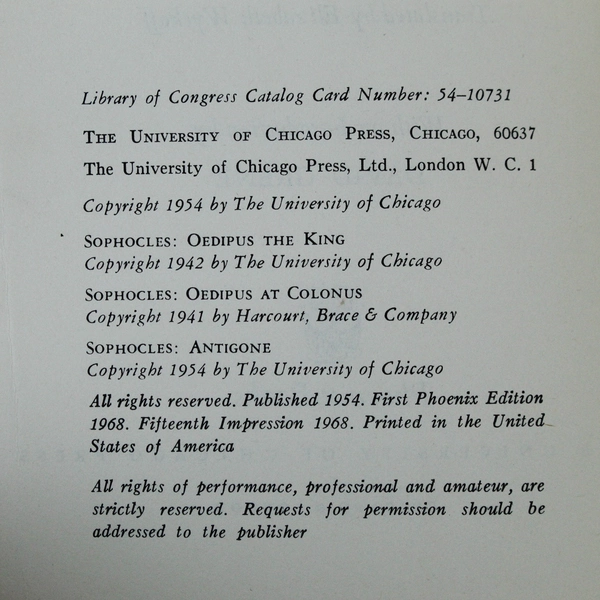 Library of Congress Catalog Card Number: 54–10731
THE UNIVERSITY OF CHICAGO PRESS, CHICAGO, 60637
The University of Chicago Press, Ltd., London W. C. 1
Copyright 1954 by The University of Chicago
SOPHOCLES: OEDIPUS THE KING
Copyright 1942 by The University of Chicago
SOPHOCLES: OEDIPUS AT COLONUS
Copyright 1941 by Harcourt, Brace & Company
SOPHOCLES: ANTIGONE
Copyright 1954 by The University of Chicago
All rights reserved. Published 1954. First Phoenix Edition
1968. Fifteenth Impression 1968. Printed in the United
States of America
All rights of performance, professional and amateur, are
strictly reserved. Requests for permission should be
addressed to the publisher